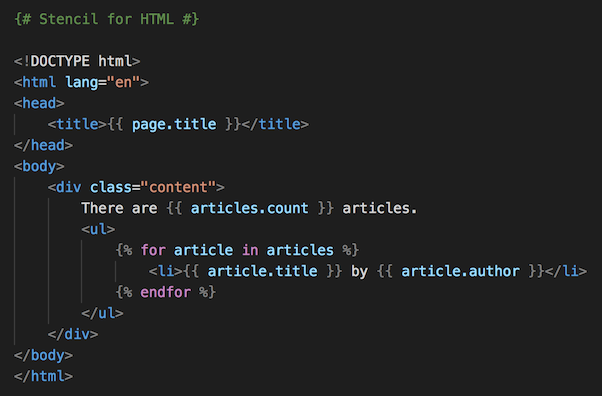 {# Stencil for HTML #}
<!DOCTYPE html>
<html lang="en">
<head>
<title>{{ page.title }}</title>
</head>
<body>
<div class="content">
There are {{ articles.count }} articles.
<ul>
{% for article in articles %}
<li>{{ article.title }} by {{ article.author }}</li>
{% endfor %}
</ul>
</div>
</body>
</html>